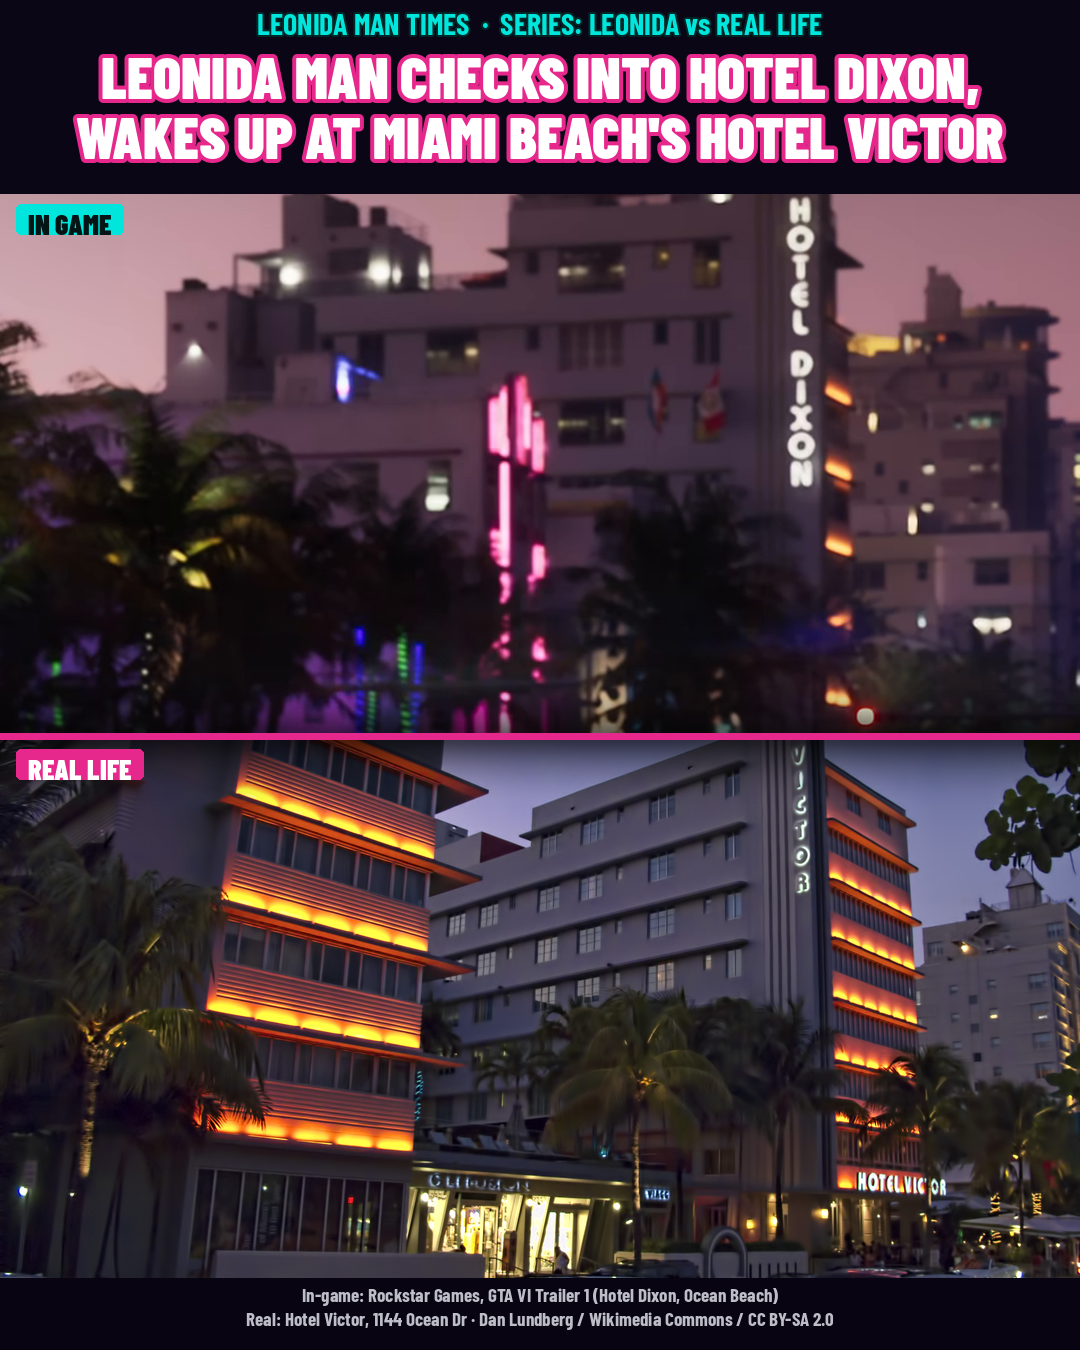 LEONIDA MAN TIMES · SERIES: LEONIDA vs REAL LIFE
LEONIDA MAN CHECKS INTO HOTEL DIXON,
WAKES UP AT MIAMI BEACH'S HOTEL VICTOR
IN GAME
HOTEL DIXON
REAL LIFE
VICTOR
HOTEL VICTOR
In-game: Rockstar Games, GTA VI Trailer 1 (Hotel Dixon, Ocean Beach)
Real: Hotel Victor, 1144 Ocean Dr · Dan Lundberg / Wikimedia Commons / CC BY-SA 2.0